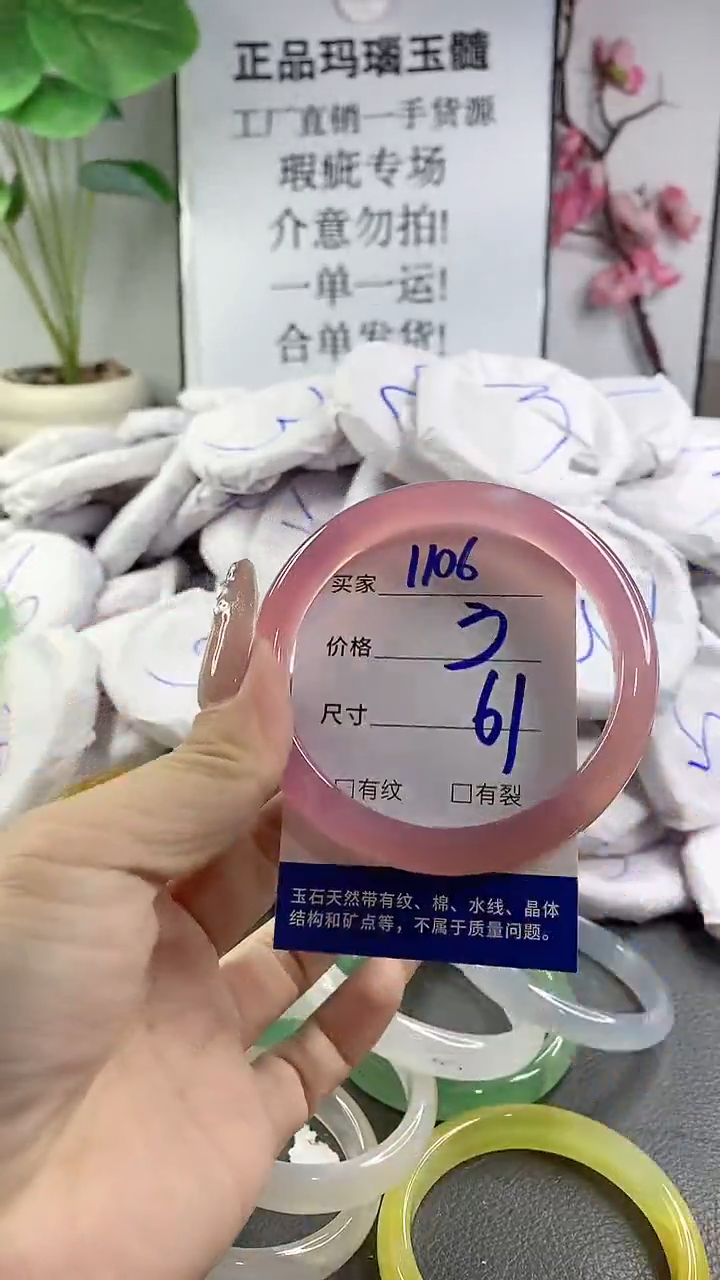 正品玛瑙玉髓
工厂直销一手货源
瑕疵专场
介意勿拍!
一单一运!
合单发货!
买家 1106
价格
尺寸 61
□有纹 □有裂
玉石天然带有纹、棉、水线、晶体
结构和矿点等，不属于质量问题。